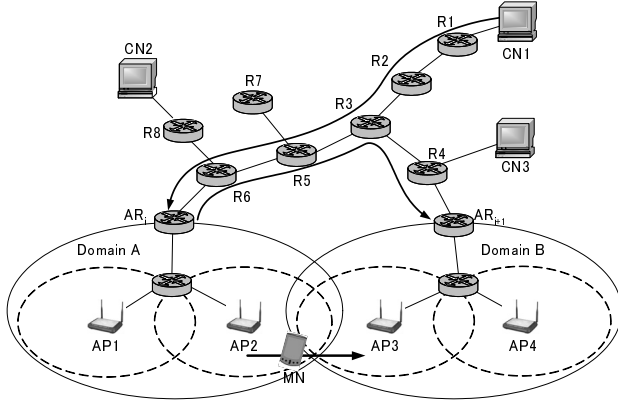 R1
CN1
CN2
R2
R7
R3
R8
R4
CN3
R5
R6
ARi
ARi+1
Domain A
Domain B
AP1
AP2
AP3
AP4
MN